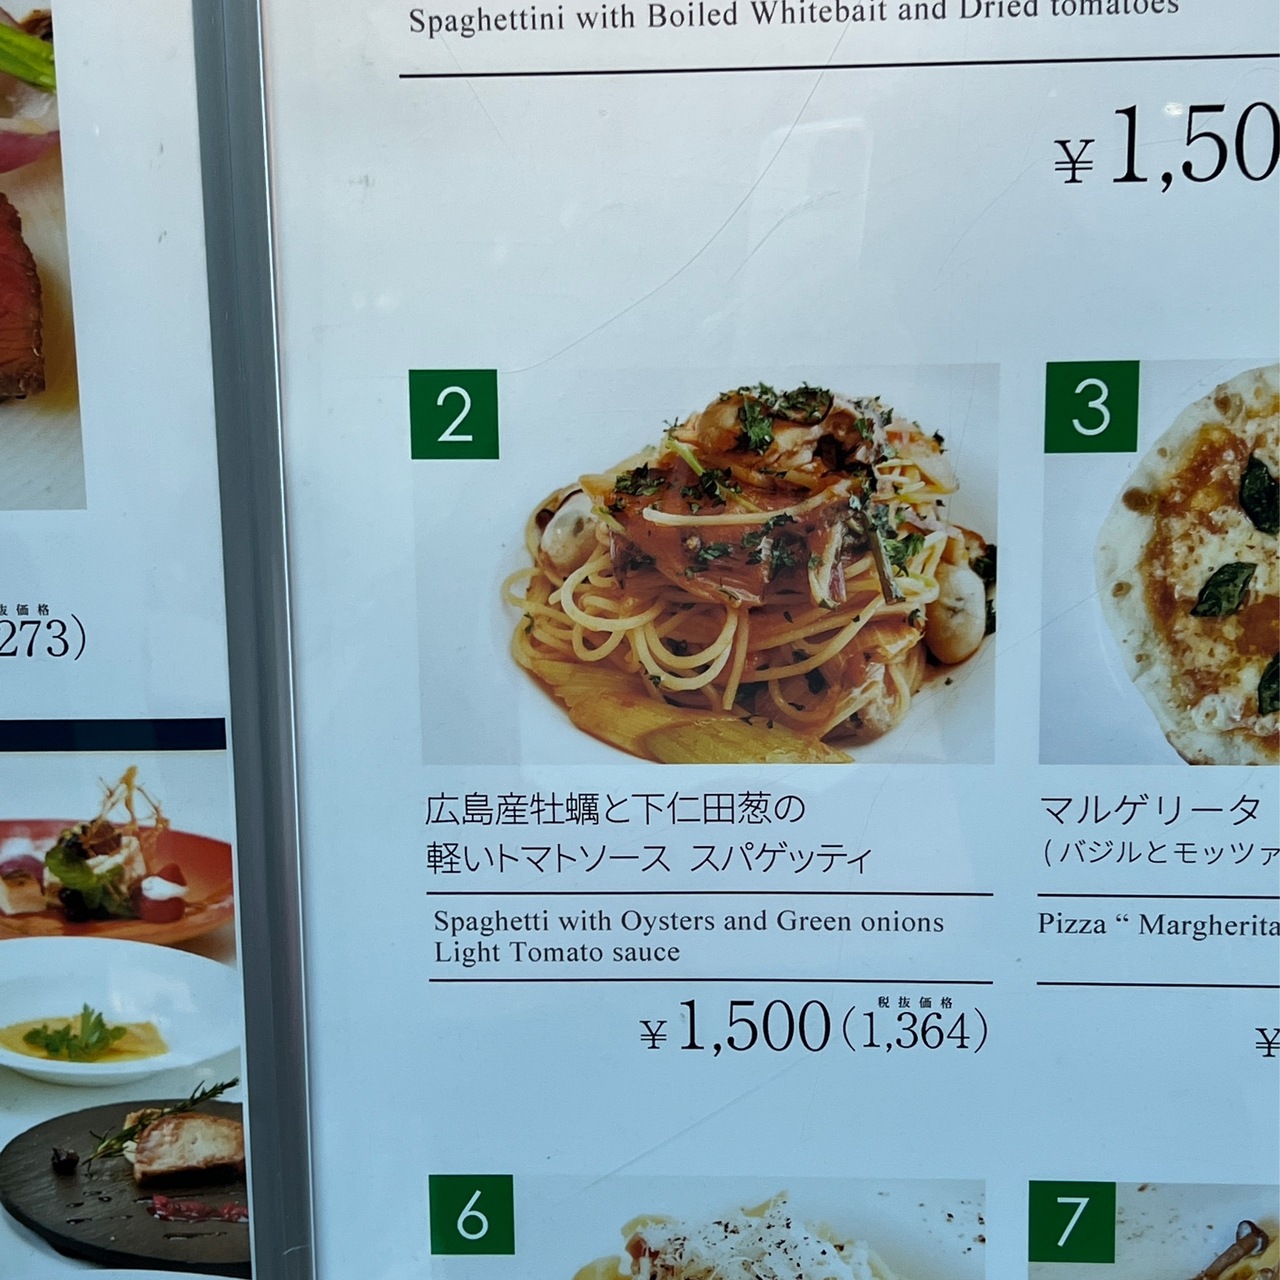 Spaghettini with Boiled Whitebait and Dried tomatoes
¥1,50
2
3
抜価格
273)
広島産牡蠣と下仁田葱の
軽いトマトソース スパゲッティ
Spaghetti with Oysters and Green onions
Light Tomato sauce
税抜価格
¥1,500(1,364)
マルゲリータ
(バジルとモッツァ
Pizza “ Margherita
¥
6
7